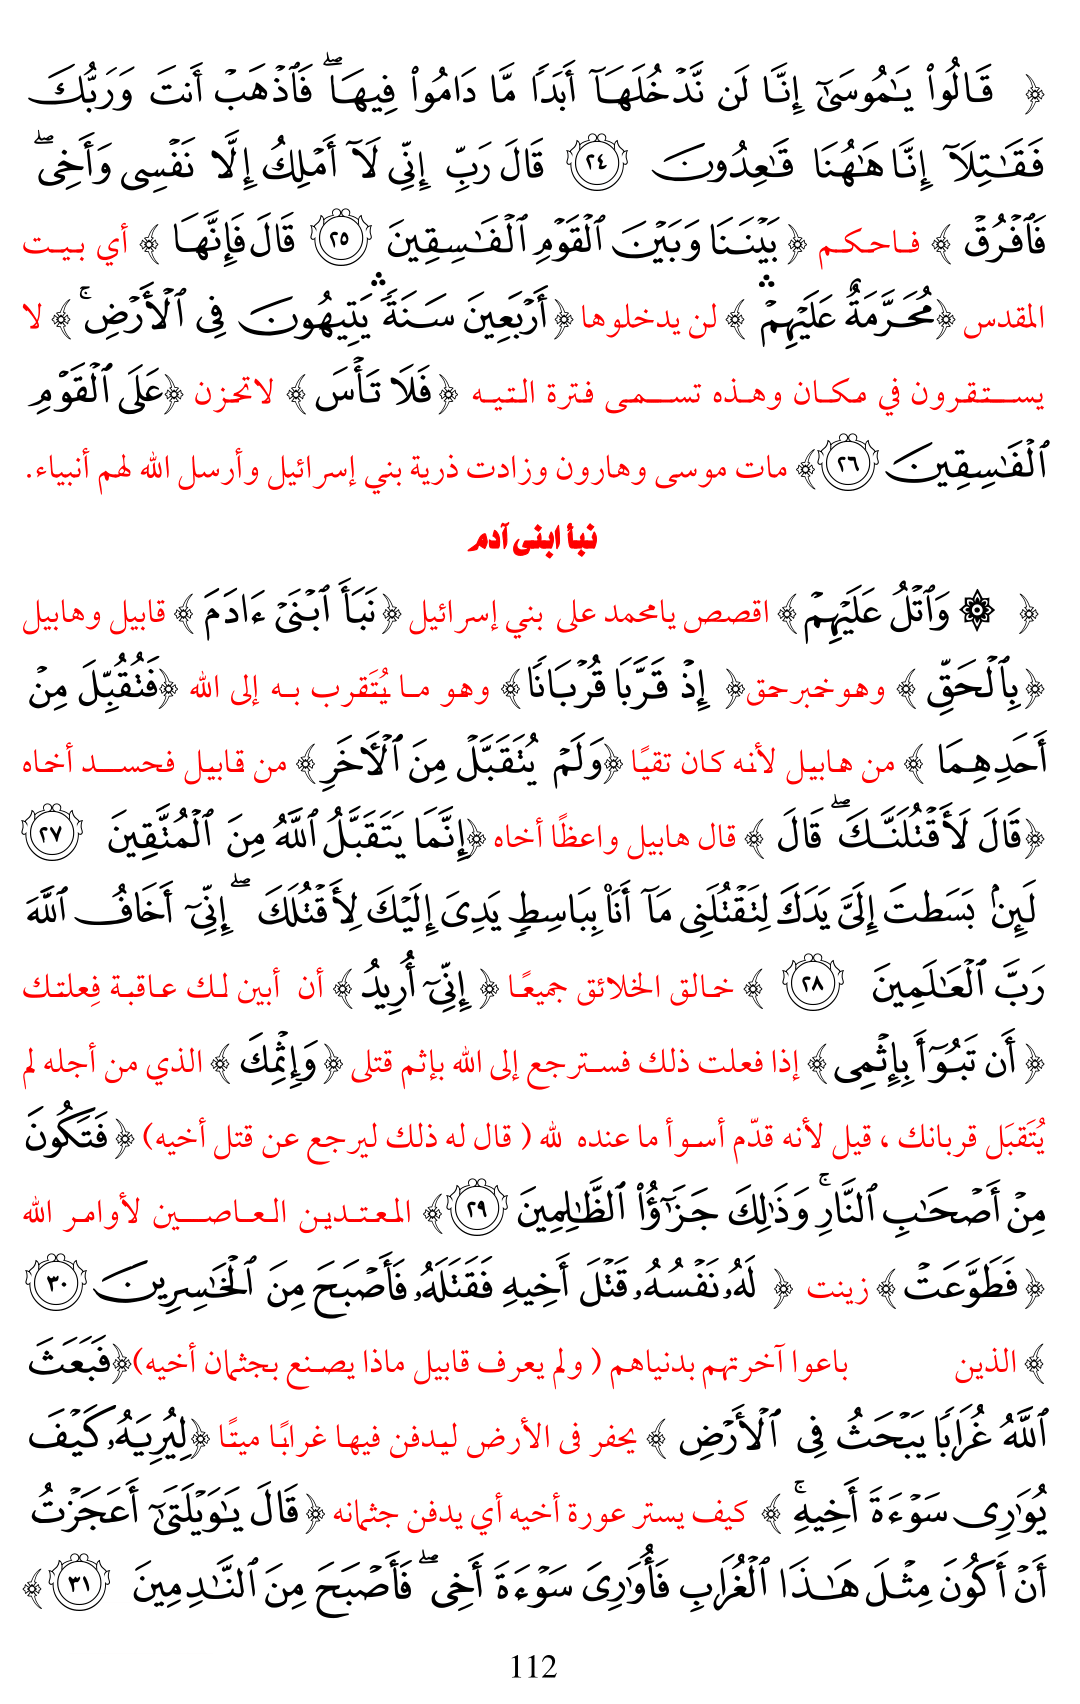 ﴿ قَالُواْ يَٰمُوسَىٰٓ إِنَّا لَن نَّدۡخُلَهَآ أَبَدٗا مَّا دَامُواْ فِيهَا ۖ فَٱذۡهَبۡ أَنتَ وَرَبُّكَ
فَقَٰتِلَآ إِنَّا هَٰهُنَا قَٰعِدُونَ ٢٤ قَالَ رَبِّ إِنِّي لَآ أَمۡلِكُ إِلَّا نَفۡسِي وَأَخِي ۖ
فَٱفۡرُقۡ ﴾ فاحكم ﴿ بَيۡنَنَا وَبَيۡنَ ٱلۡقَوۡمِ ٱلۡفَٰسِقِينَ ٢٥ قَالَ فَإِنَّهَا ﴾ أي بيت
المقدس ﴿مُحَرَّمَةٌ عَلَيۡهِمۡۛ ﴾ لن يدخلوها ﴿أَرۡبَعِينَ سَنَةٗۛ يَتِيهُونَ فِي ٱلۡأَرۡضِۚ ﴾ لا
يستقرون في مكان وهذه تسمى فترة التيه ﴿ فَلَا تَأۡسَ ﴾ لاتحزن ﴿عَلَى ٱلۡقَوۡمِ
ٱلۡفَٰسِقِينَ ٢٦ ﴾ مات موسى وهارون وزادت ذرية بني إسرائيل وأرسل الله لهم أنبياء.
نبأ ابنى آدم
﴿ ۞ وَٱتۡلُ عَلَيۡهِمۡ ﴾ اقصص يامحمد على بني إسرائيل ﴿نَبَأَ ٱبۡنَيۡ ءَادَمَ ﴾ قابيل وهابيل
﴿بِٱلۡحَقِّ ﴾ وهوخبرحق﴿ إِذۡ قَرَّبَا قُرۡبَانٗا﴾ وهو ما يُتَقرب به إلى الله ﴿فَتُقُبِّلَ مِنۡ
أَحَدِهِمَا ﴾ من هابيل لأنه كان تقيًا ﴿وَلَمۡ يُتَقَبَّلۡ مِنَ ٱلۡأٓخَرِ﴾ من قابيل فحسد أخاه
﴿قَالَ لَأَقۡتُلَنَّكَۖ قَالَ ﴾ قال هابيل واعظًا أخاه ﴿إِنَّمَا يَتَقَبَّلُ ٱللَّهُ مِنَ ٱلۡمُتَّقِينَ ٢٧
لَئِنۢ بَسَطتَ إِلَيَّ يَدَكَ لِتَقۡتُلَنِي مَآ أَنَا۠ بِبَاسِطٖ يَدِيَ إِلَيۡكَ لِأَقۡتُلَكَ ۖ إِنِّيٓ أَخَافُ ٱللَّهَ
رَبَّ ٱلۡعَٰلَمِينَ ٢٨ ﴾ خالق الخلائق جميعًا ﴿ إِنِّيٓ أُرِيدُ ﴾ أن أبين لك عاقبة فِعلتك
﴿ أَن تَبُوٓأَ بِإِثۡمِي﴾ إذا فعلت ذلك فسترجع إلى الله بإثم قتلى ﴿ وَإِثۡمِكَ ﴾ الذي من أجله لم
يُتَقبَل قربانك ، قيل لأنه قدّم أسوأ ما عنده لله ( قال له ذلك ليرجع عن قتل أخيه) ﴿ فَتَكُونَ
مِنۡ أَصۡحَٰبِ ٱلنَّارِۚ وَذَٰلِكَ جَزَٰٓؤُاْ ٱلظَّٰلِمِينَ ٢٩ ﴾ المعتدين العاصين لأوامر الله
﴿ فَطَوَّعَتۡ ﴾ زينت ﴿ لَهُۥ نَفۡسُهُۥ قَتۡلَ أَخِيهِ فَقَتَلَهُۥ فَأَصۡبَحَ مِنَ ٱلۡخَٰسِرِينَ ٣٠
﴾ الذين باعوا آخرتهم بدنياهم ( ولم يعرف قابيل ماذا يصنع بجثمان أخيه)﴿فَبَعَثَ
ٱللَّهُ غُرَابٗا يَبۡحَثُ فِي ٱلۡأَرۡضِ ﴾ يحفر فى الأرض ليدفن فيها غرابًا ميتًا ﴿لِيُرِيَهُۥ كَيۡفَ
يُوَٰرِي سَوۡءَةَ أَخِيهِۚ ﴾ كيف يستر عورة أخيه أي يدفن جثمانه ﴿ قَالَ يَٰوَيۡلَتَىٰٓ أَعَجَزۡتُ
أَنۡ أَكُونَ مِثۡلَ هَٰذَا ٱلۡغُرَابِ فَأُوَٰرِيَ سَوۡءَةَ أَخِيۖ فَأَصۡبَحَ مِنَ ٱلنَّٰدِمِينَ ٣١ ﴾
112